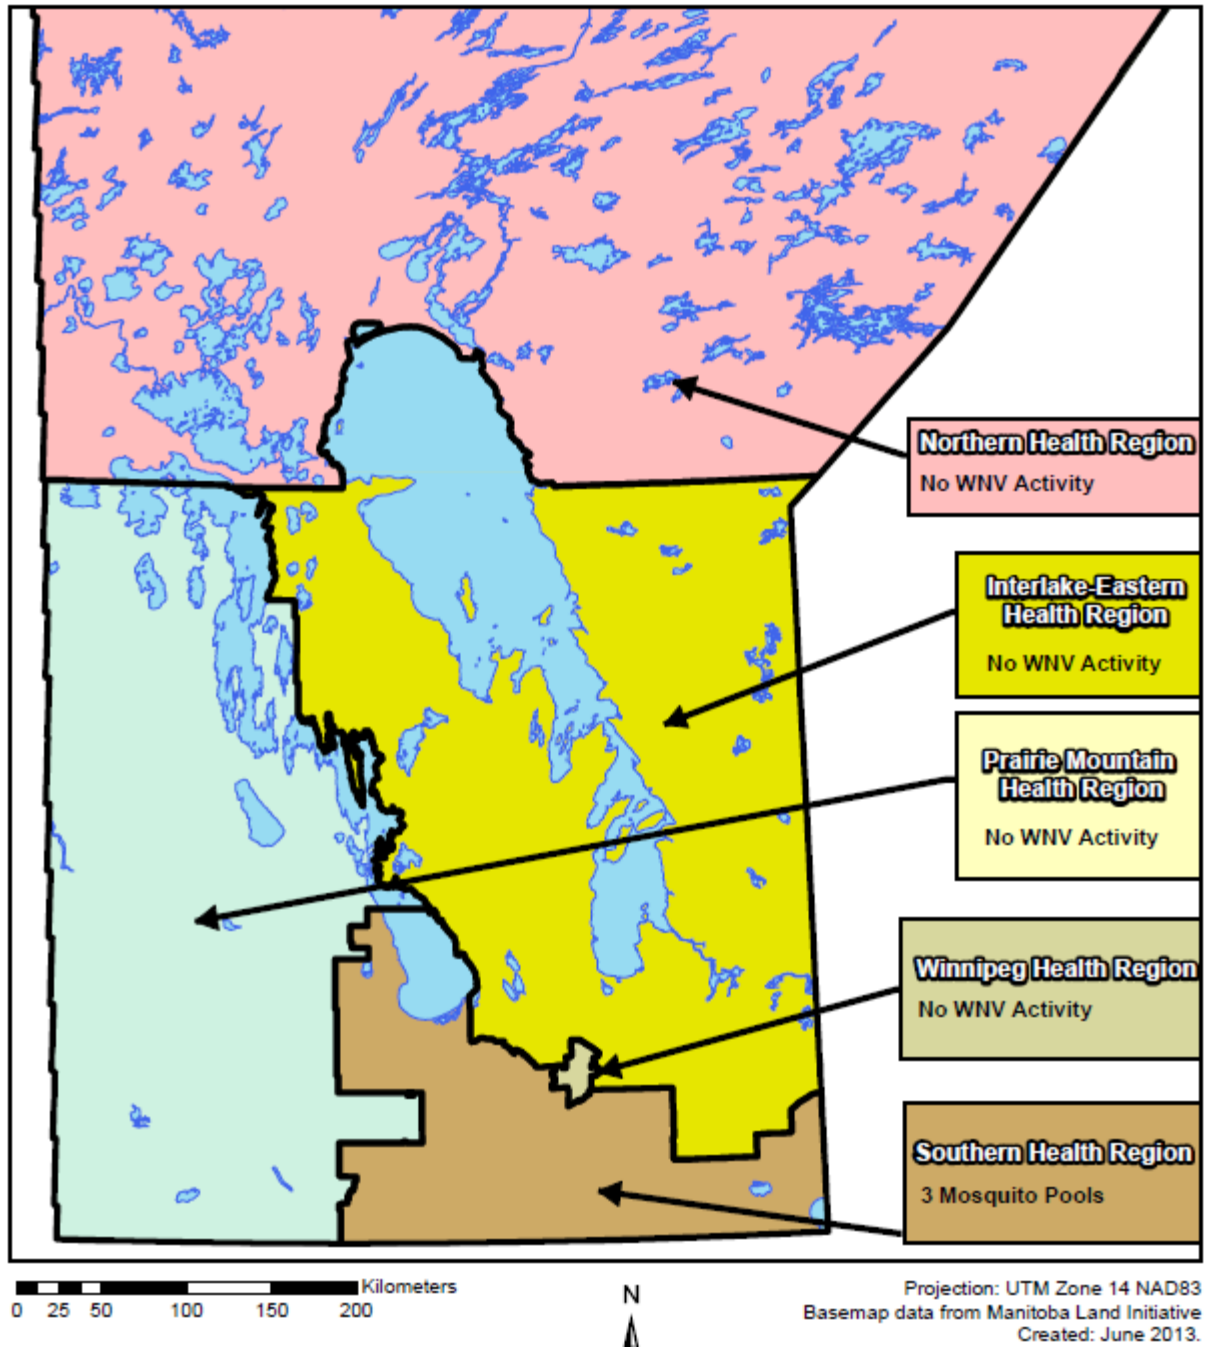 Northern Health Region
No WNV Activity
Interlake-Eastern
Health Region
No WNV Activity
Prairie Mountain
Health Region
No WNV Activity
Winnipeg Health Region
No WNV Activity
Southern Health Region
3 Mosquito Pools
Kilometers
0 25 50 100 150 200
N
Projection: UTM Zone 14 NAD83
Basemap data from Manitoba Land Initiative
Created: June 2013.